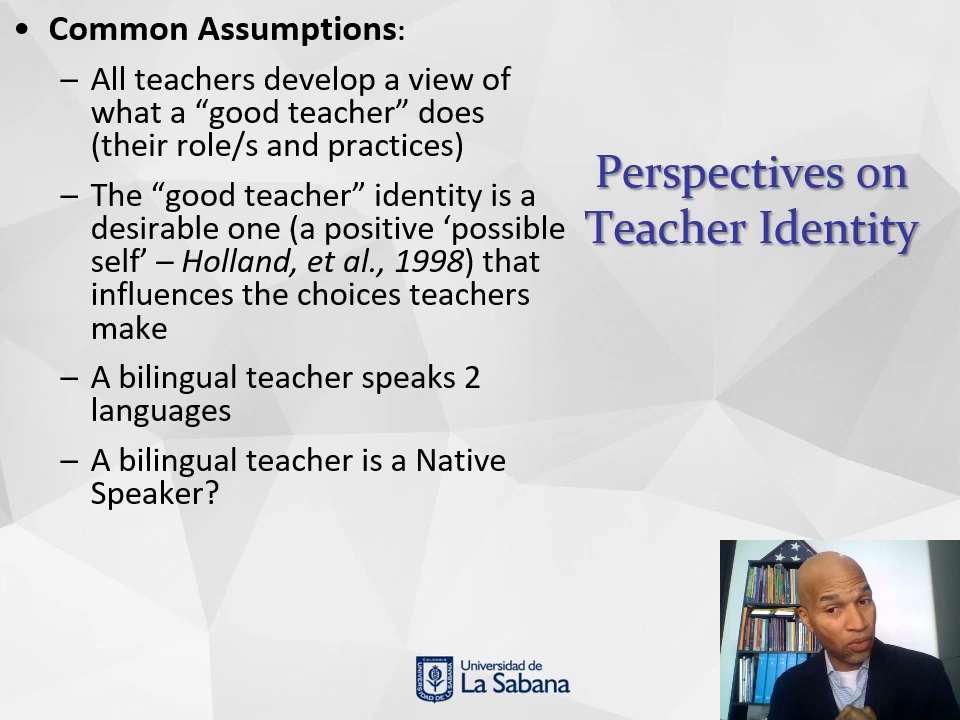 • Common Assumptions:
– All teachers develop a view of
what a “good teacher” does
(their role/s and practices)
– The “good teacher” identity is a
desirable one (a positive ‘possible
self’ – Holland, et al., 1998) that
influences the choices teachers
make
– A bilingual teacher speaks 2
languages
– A bilingual teacher is a Native
Speaker?
Perspectives on
Teacher Identity
Universidad de
La Sabana